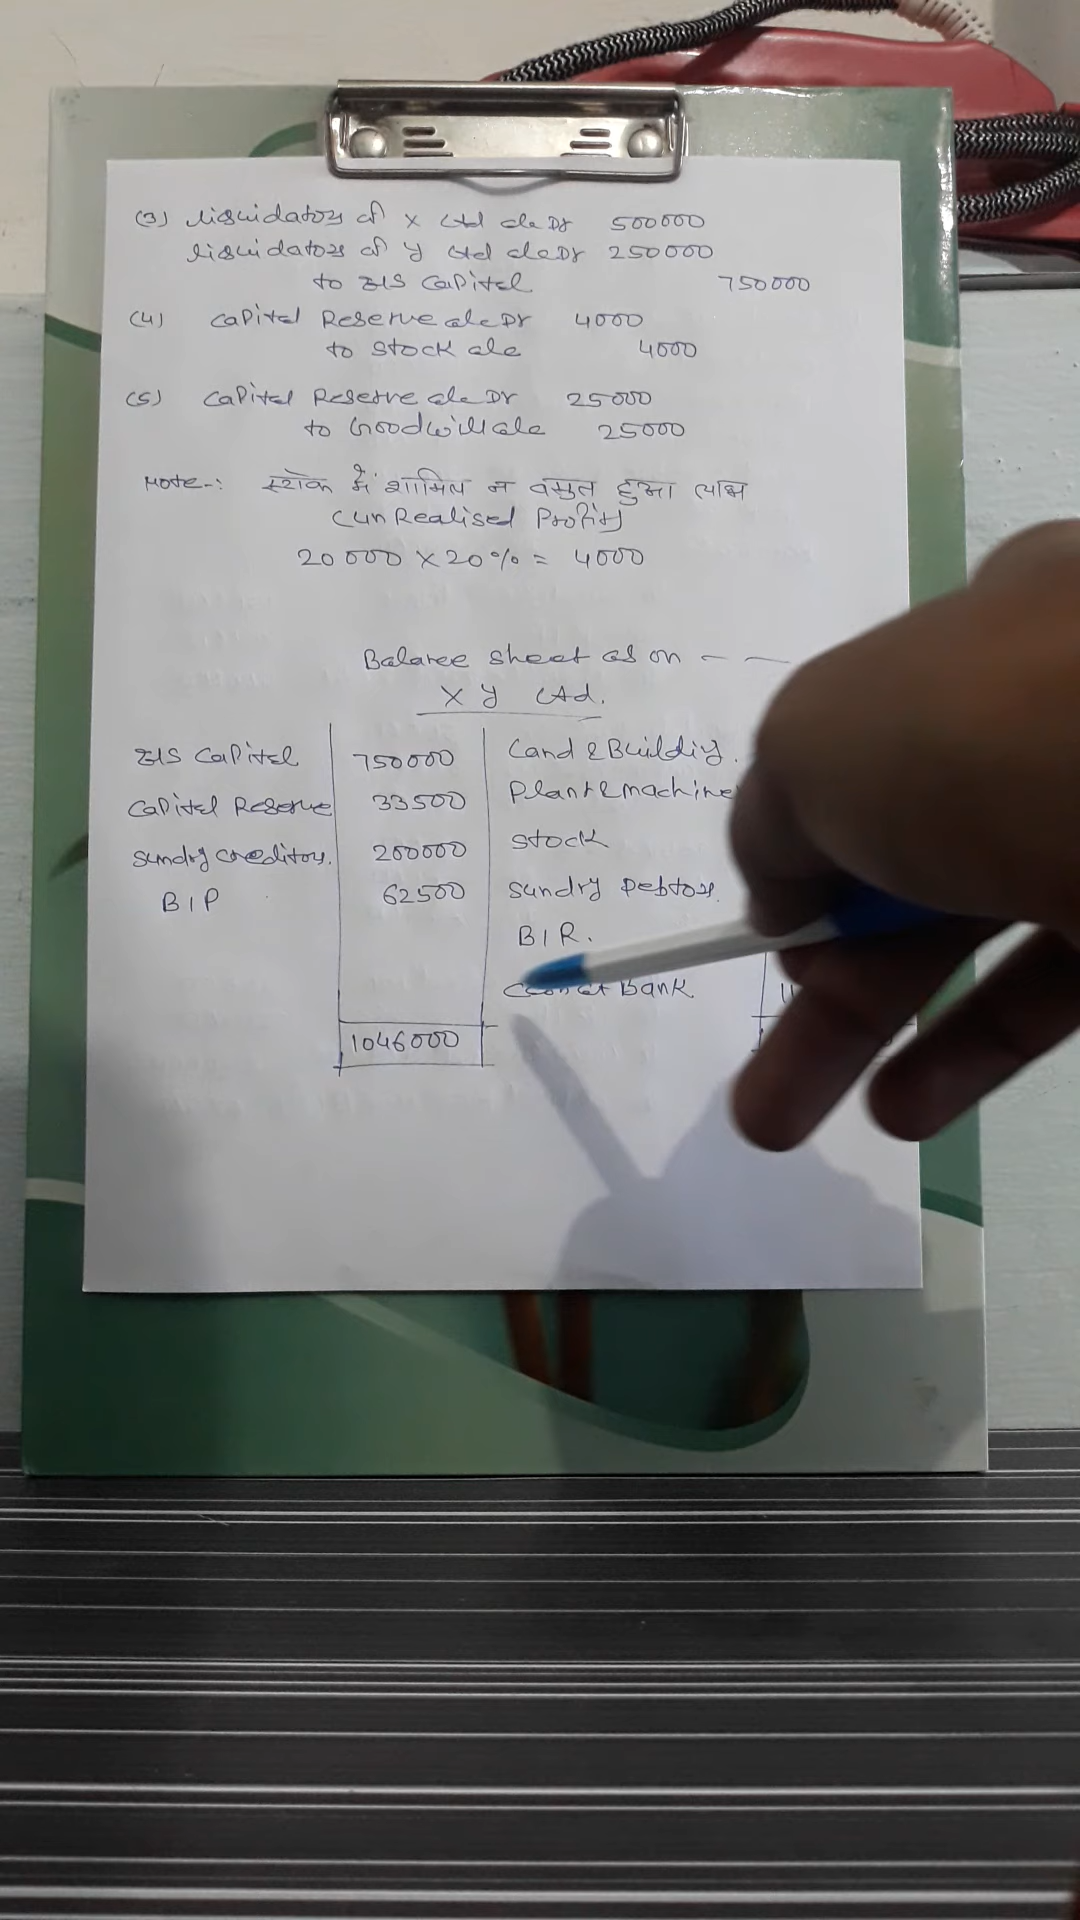 (3) liquidators of X Ltd a/c Dr 500000
liquidators of Y Ltd a/c Dr 250000
to E/S Capital 750000
(4) Capital Reserve a/c Dr 4000
to Stock a/c 4000
(5) Capital Reserve a/c Dr 25000
to Goodwill a/c 25000
Note-: स्टॉक में शामिल न वसुल हुआ लाभ
(Un Realised Profit)
20000 X 20% = 4000
Balance sheet as on - -
X Y Ltd.
E/S Capital 750000 Land & Building.
Capital Reserve 33500 Plant & machine
Sundry creditors. 200000 Stock
B/P 62500 Sundry Debtors.
B/R.
Bank
1046000